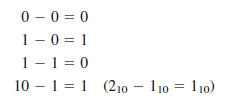 0 − 0 = 0
1 − 0 = 1
1 − 1 = 0
10 − 1 = 1 (2₁₀ − 1₁₀ = 1₁₀)